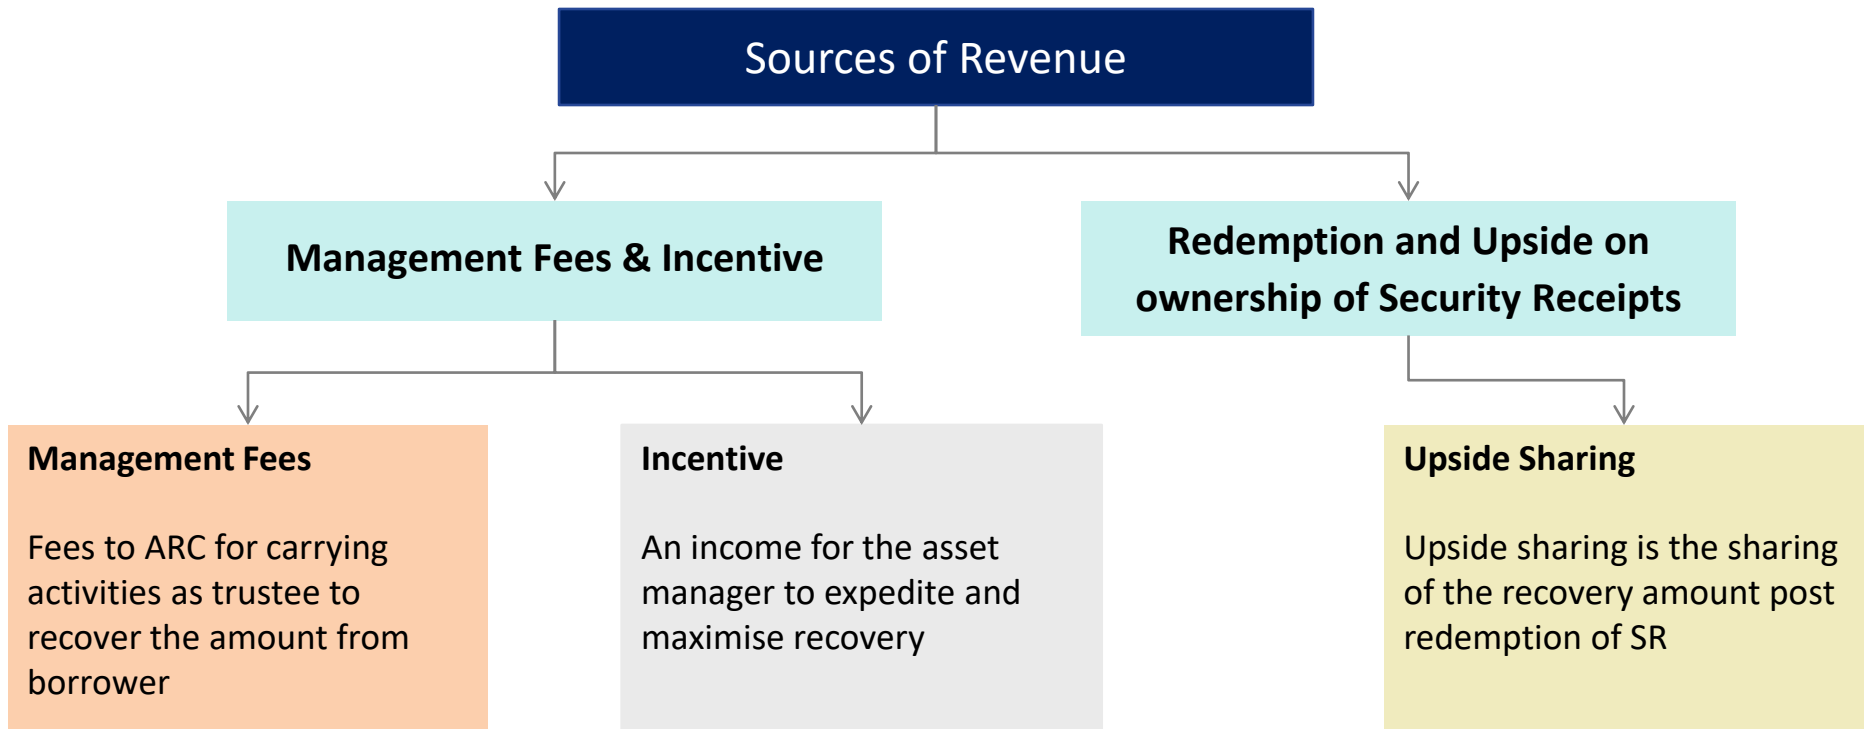 Sources of Revenue
Management Fees & Incentive
Redemption and Upside on
ownership of Security Receipts
Management Fees
Fees to ARC for carrying
activities as trustee to
recover the amount from
borrower
Incentive
An income for the asset
manager to expedite and
maximise recovery
Upside Sharing
Upside sharing is the sharing
of the recovery amount post
redemption of SR